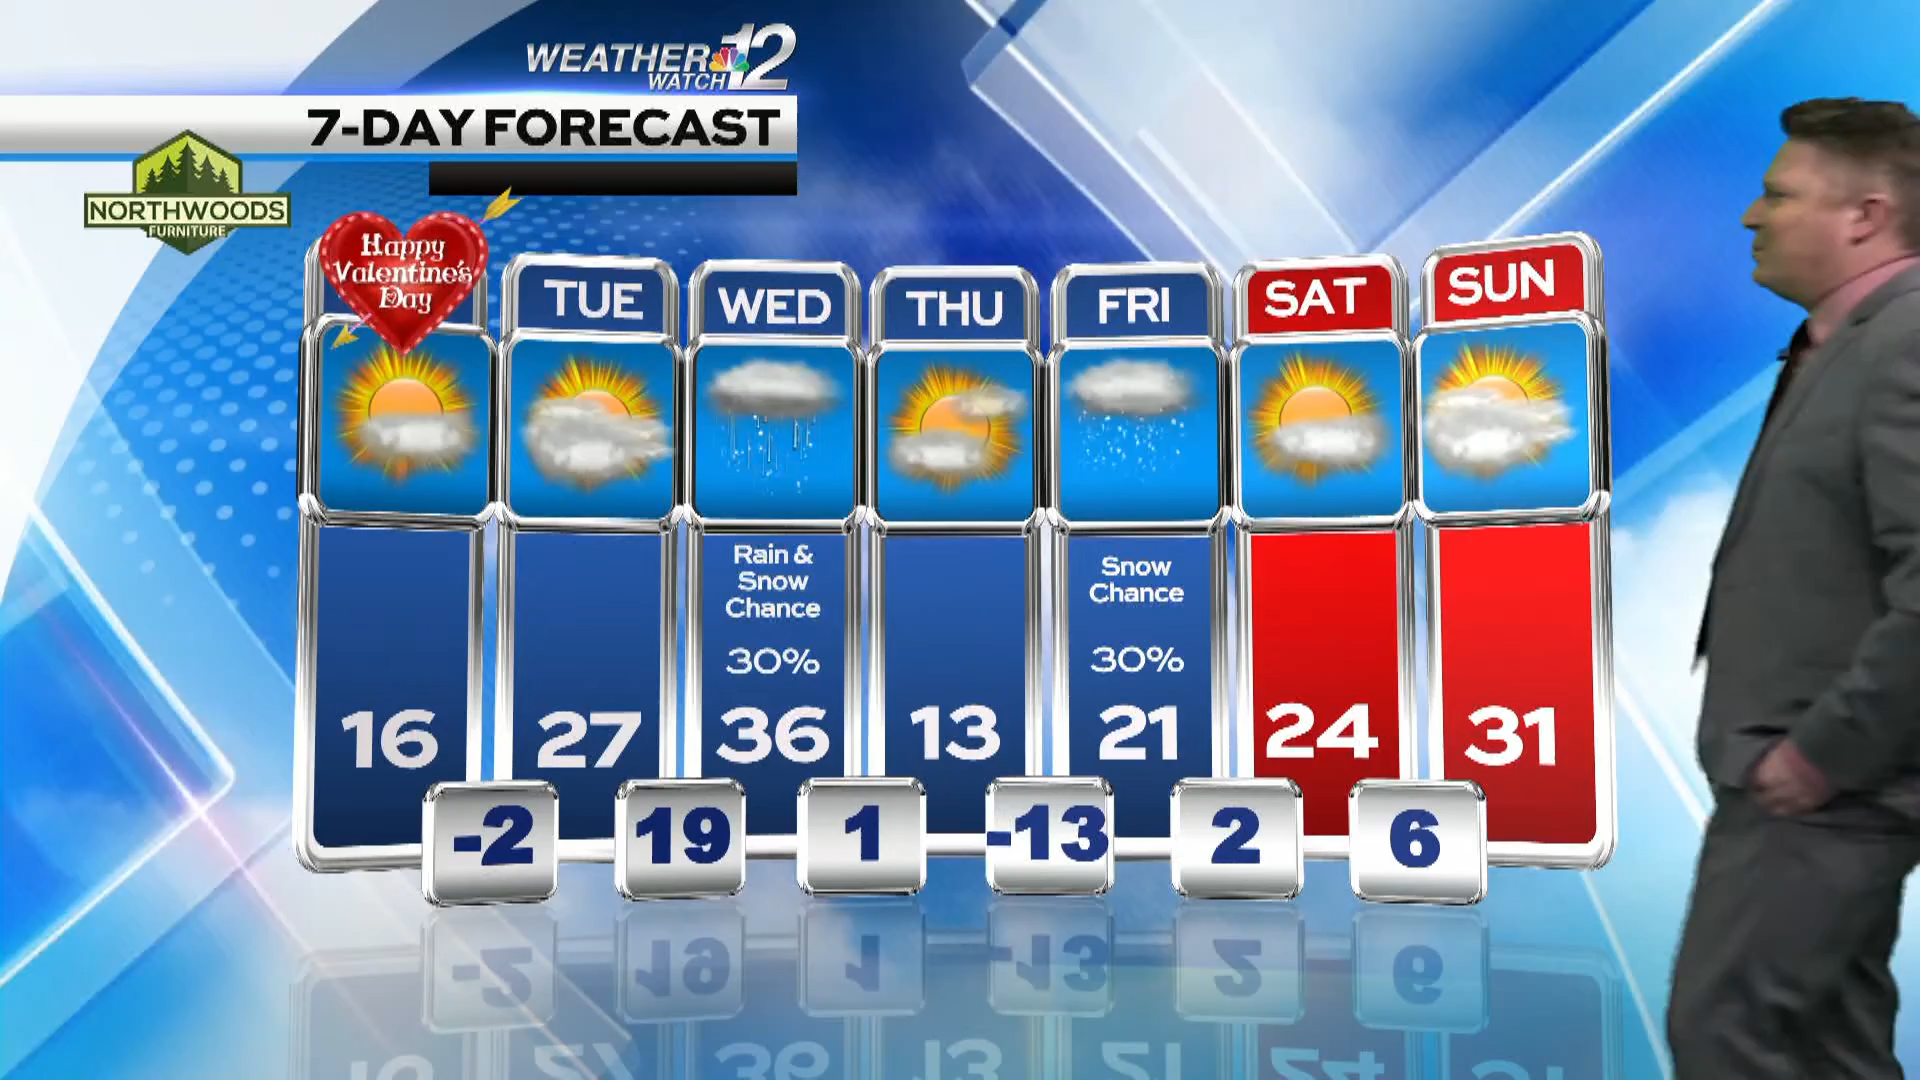 WEATHER 12
WATCH
7-DAY FORECAST
NORTHWOODS
FURNITURE
Happy
Valentine's
Day
TUE WED THU FRI SAT SUN
Rain &
Snow
Chance
30%
Snow
Chance
30%
16 27 36 13 21 24 31
-2 19 1 -13 2 6